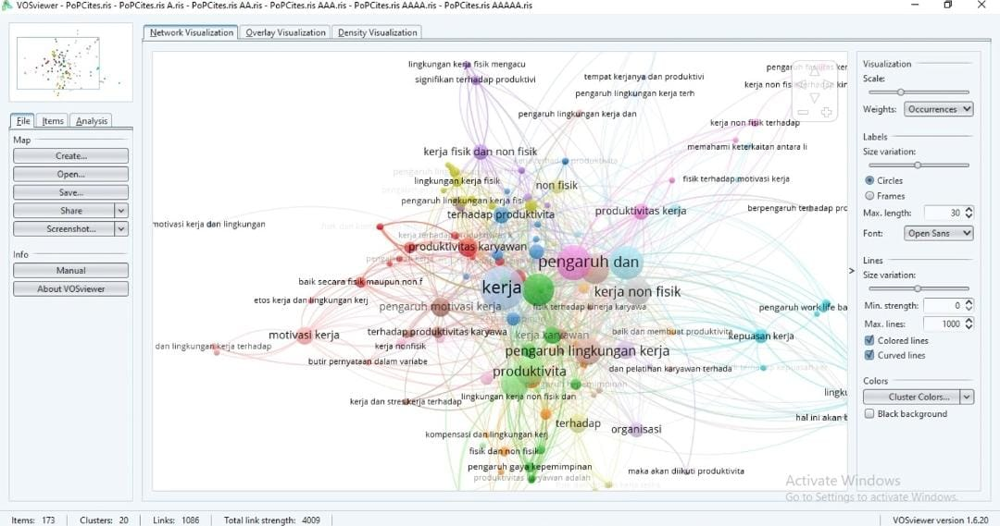 VOSviewer - PoPCites.ris - PoPCites.ris A.ris - PoPCites.ris AA.ris - PoPCites.ris AAA.ris - PoPCites.ris AAAA.ris - PoPCites.ris AAAAA.ris
Network Visualization Overlay Visualization Density Visualization
File Items Analysis
Map
Create...
Open...
Save...
Share
Screenshot...
Info
Manual
About VOSviewer
lingkungan kerja fisik mengacu
signifikan terhadap produktivi
tempat kerjanya dan produktivi
pengaruh lingkungan kerja terh
pengaruh lingkungan kerja dan
kerja non fisik terhadap
memahami keterkaitan antara li
kerja fisik dan non fisik
lingkungan kerja fisik
non fisik
fisik terhadap motivasi kerja
pengaruh lingkungan kerja fisi
terhadap produktivita
produktivitas kerja
berpengaruh terhadap pro
motivasi kerja dan lingkungan
produktivitas karyawan
pengaruh dan
baik secara fisik maupun non f
kerja
kerja non fisik
etos kerja dan lingkungan kerj
pengaruh motivasi kerja
fisik terhadap kinerja karyawa
pengaruh work life ba
motivasi kerja
terhadap produktivitas karyawa
kerja karyawan
baik dan membuat produktivita
kepuasan kerja
dan lingkungan kerja terhadap
kerja nonfisik
pengaruh lingkungan kerja
butir pernyataan dalam variabe
produktivita
dan pelatihan karyawan terhada
pengaruh kepemimpinan
kerja dan stres kerja terhadap
lingkungan kerja non fisik dan
lingku
hal ini akan b
terhadap
organisasi
kompensasi dan lingkungan kerj
fisik dan non fisik
pengaruh gaya kepemimpinan
maka akan diikuti produktivita
produktivitas karyawan adalah
Visualization
Scale:
Weights: Occurrences
Labels
Size variation:
Circles
Frames
Max. length: 30
Font: Open Sans
Lines
Size variation:
Min. strength: 0
Max. lines: 1000
Colored lines
Curved lines
Colors
Cluster Colors...
Black background
Activate Windows
Go to Settings to activate Windows.
Items: 173 Clusters: 20 Links: 1086 Total link strength: 4009
VOSviewer version 1.6.20